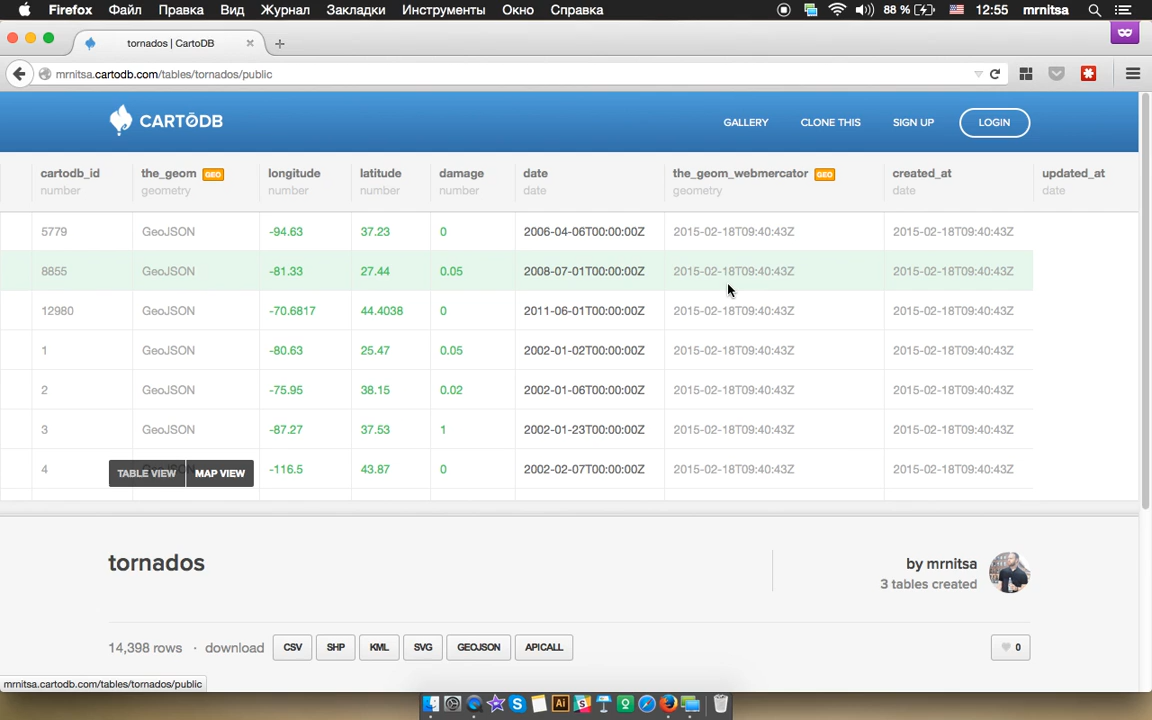 Firefox Файл Правка Вид Журнал Закладки Инструменты Окно Справка 88 % 12:55 mrnitsa
tornados | CartoDB
mrnitsa.cartodb.com/tables/tornados/public
CARTODB GALLERY CLONE THIS SIGN UP LOGIN
cartodb_id the_geom GEO longitude latitude damage date the_geom_webmercator GEO created_at updated_at
number geometry number number number date geometry date date
5779 GeoJSON -94.63 37.23 0 2006-04-06T00:00:00Z 2015-02-18T09:40:43Z 2015-02-18T09:40:43Z
8855 GeoJSON -81.33 27.44 0.05 2008-07-01T00:00:00Z 2015-02-18T09:40:43Z 2015-02-18T09:40:43Z
12980 GeoJSON -70.6817 44.4038 0 2011-06-01T00:00:00Z 2015-02-18T09:40:43Z 2015-02-18T09:40:43Z
1 GeoJSON -80.63 25.47 0.05 2002-01-02T00:00:00Z 2015-02-18T09:40:43Z 2015-02-18T09:40:43Z
2 GeoJSON -75.95 38.15 0.02 2002-01-06T00:00:00Z 2015-02-18T09:40:43Z 2015-02-18T09:40:43Z
3 GeoJSON -87.27 37.53 1 2002-01-23T00:00:00Z 2015-02-18T09:40:43Z 2015-02-18T09:40:43Z
4 GeoJSON -116.5 43.87 0 2002-02-07T00:00:00Z 2015-02-18T09:40:43Z 2015-02-18T09:40:43Z
TABLE VIEW MAP VIEW
tornados
by mrnitsa
3 tables created
14,398 rows · download CSV SHP KML SVG GEOJSON APICALL 0
mrnitsa.cartodb.com/tables/tornados/public